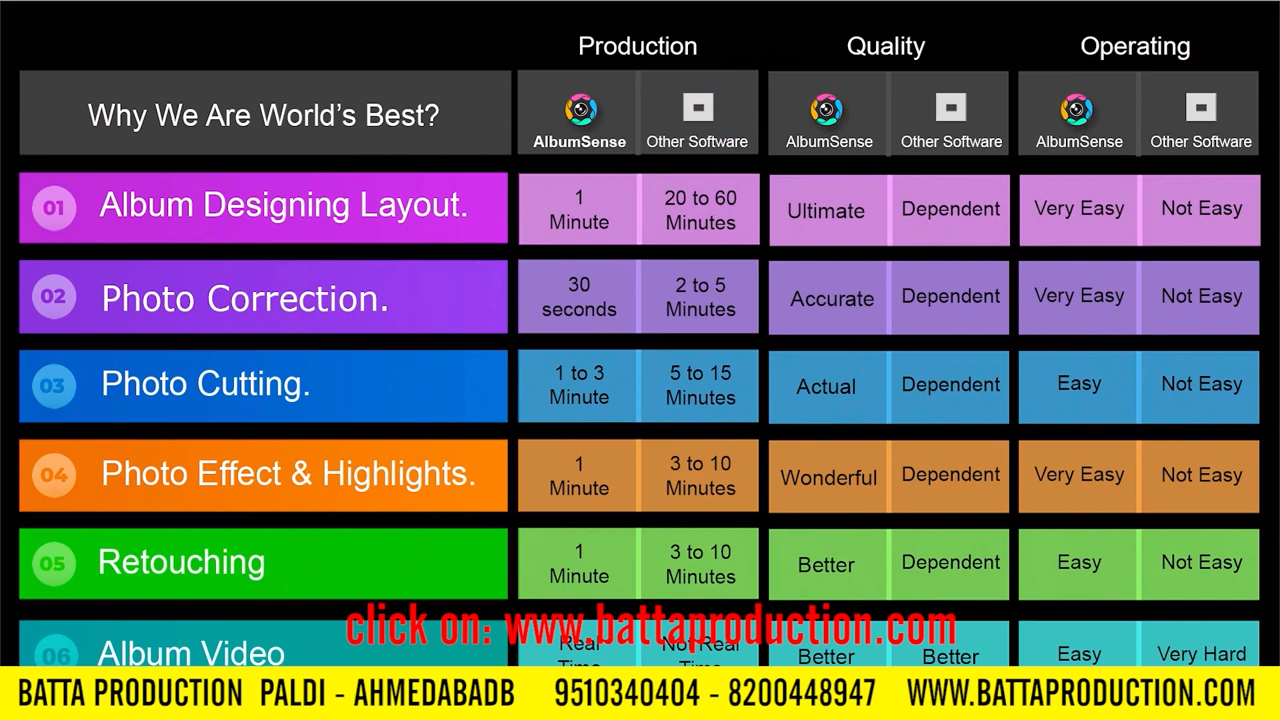 Production Quality Operating
Why We Are World's Best?
AlbumSense Other Software AlbumSense Other Software AlbumSense Other Software
01 Album Designing Layout. 1 Minute 20 to 60 Minutes Ultimate Dependent Very Easy Not Easy
02 Photo Correction. 30 seconds 2 to 5 Minutes Accurate Dependent Very Easy Not Easy
03 Photo Cutting. 1 to 3 Minute 5 to 15 Minutes Actual Dependent Easy Not Easy
04 Photo Effect & Highlights. 1 Minute 3 to 10 Minutes Wonderful Dependent Very Easy Not Easy
05 Retouching 1 Minute 3 to 10 Minutes Better Dependent Easy Not Easy
click on: www.battaproduction.com
06 Album Video Real Time Not Real Time Better Better Easy Very Hard
BATTA PRODUCTION PALDI - AHMEDABADB 9510340404 - 8200448947 WWW.BATTAPRODUCTION.COM